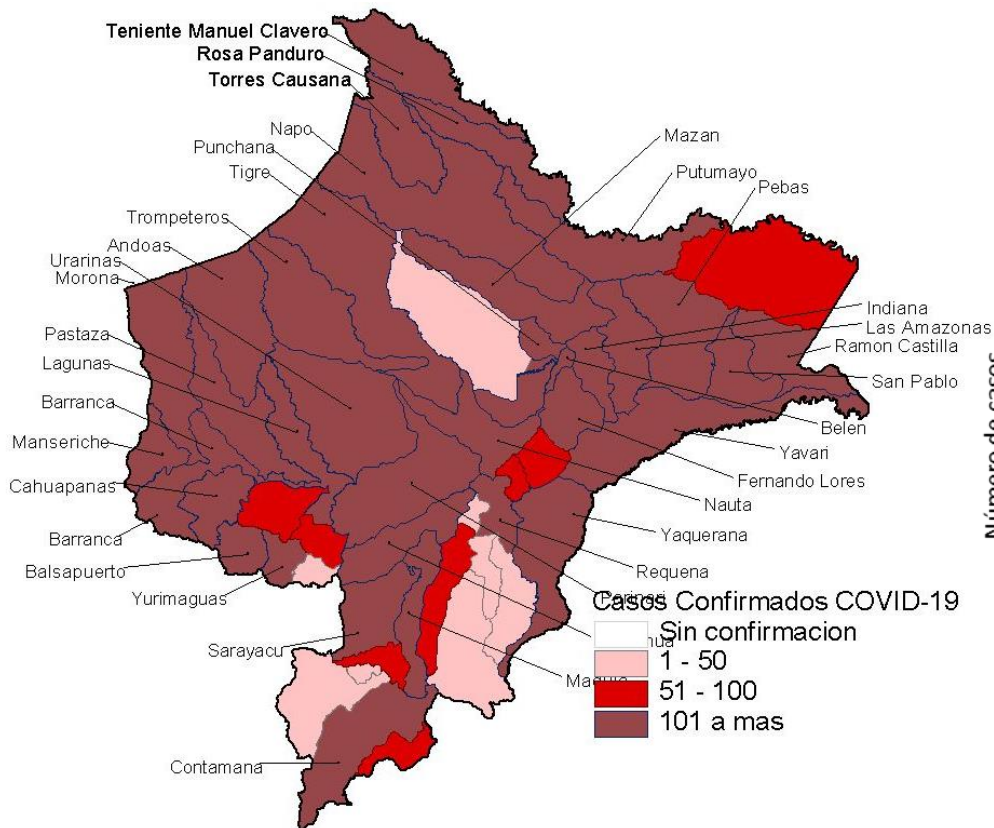 Teniente Manuel Clavero
Rosa Panduro
Torres Causana
Napo
Punchana
Tigre
Trompeteros
Andoas
Urarinas
Morona
Pastaza
Lagunas
Barranca
Manseriche
Cahuapanas
Barranca
Balsapuerto
Yurimaguas
Sarayacu
Contamana
Mazan
Putumayo
Pebas
Indiana
Las Amazonas
Ramon Castilla
San Pablo
Belen
Yavari
Fernando Lores
Nauta
Yaquerana
Requena
Parinari
Casos Confirmados COVID-19
Sin confirmacion
1 - 50
51 - 100
101 a mas
Número de casos